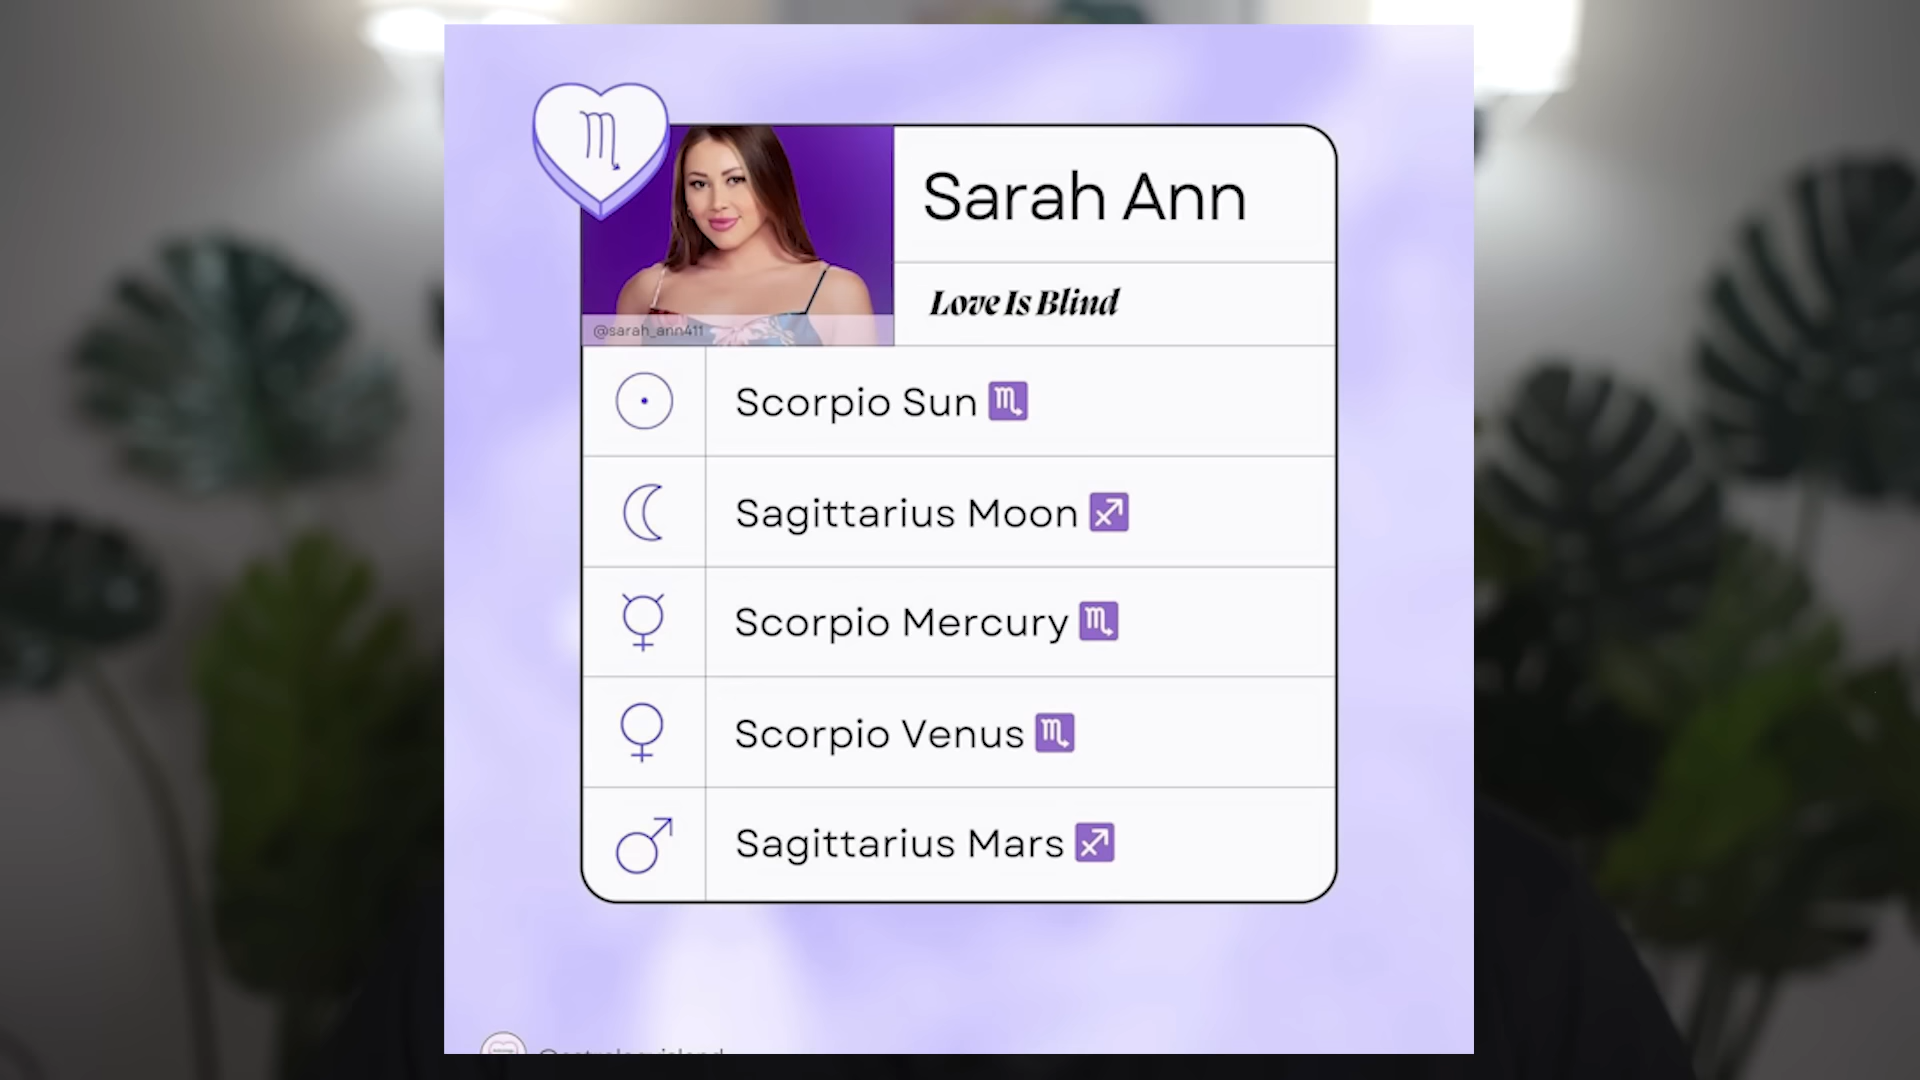 Sarah Ann
Love Is Blind
@sarah_ann411
Scorpio Sun ♏
Sagittarius Moon ♐
Scorpio Mercury ♏
Scorpio Venus ♏
Sagittarius Mars ♐